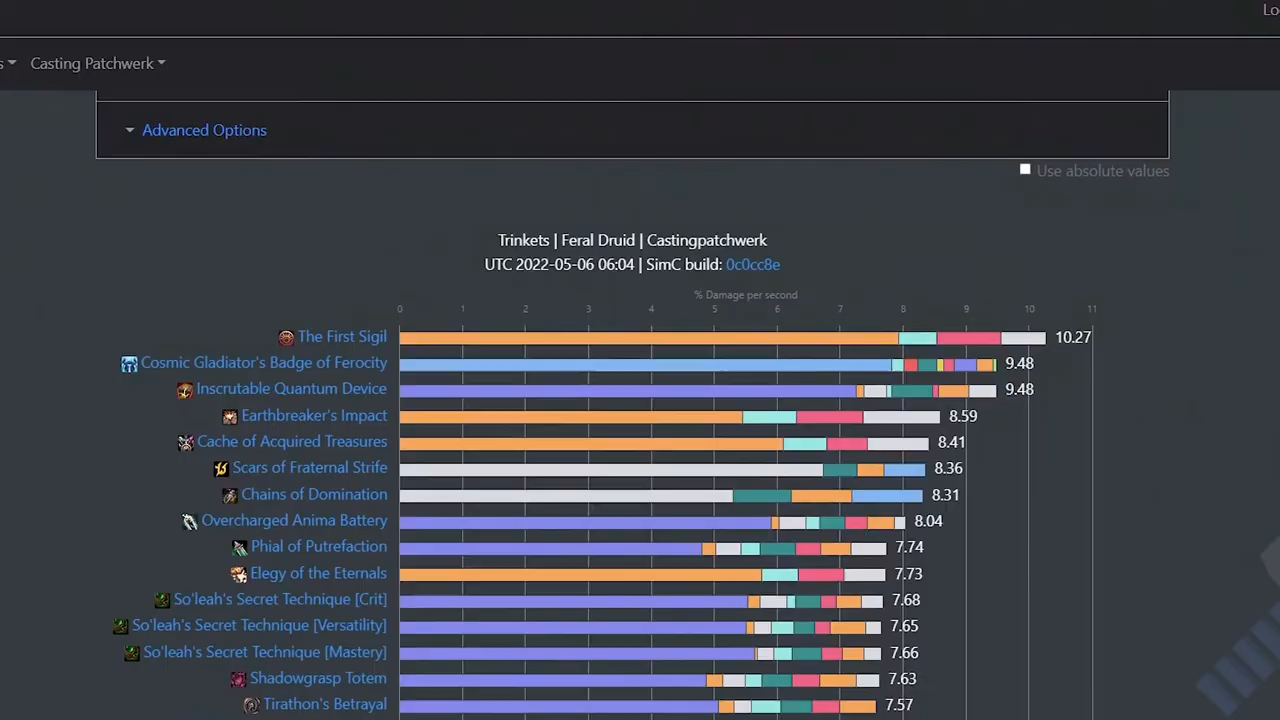 Lo
s Casting Patchwerk
Advanced Options
Use absolute values
Trinkets | Feral Druid | Castingpatchwerk
UTC 2022-05-06 06:04 | SimC build: 0c0cc8e
% Damage per second
0 1 2 3 4 5 6 7 8 9 10 11
The First Sigil 10.27
Cosmic Gladiator's Badge of Ferocity 9.48
Inscrutable Quantum Device 9.48
Earthbreaker's Impact 8.59
Cache of Acquired Treasures 8.41
Scars of Fraternal Strife 8.36
Chains of Domination 8.31
Overcharged Anima Battery 8.04
Phial of Putrefaction 7.74
Elegy of the Eternals 7.73
So'leah's Secret Technique [Crit] 7.68
So'leah's Secret Technique [Versatility] 7.65
So'leah's Secret Technique [Mastery] 7.66
Shadowgrasp Totem 7.63
Tirathon's Betrayal 7.57